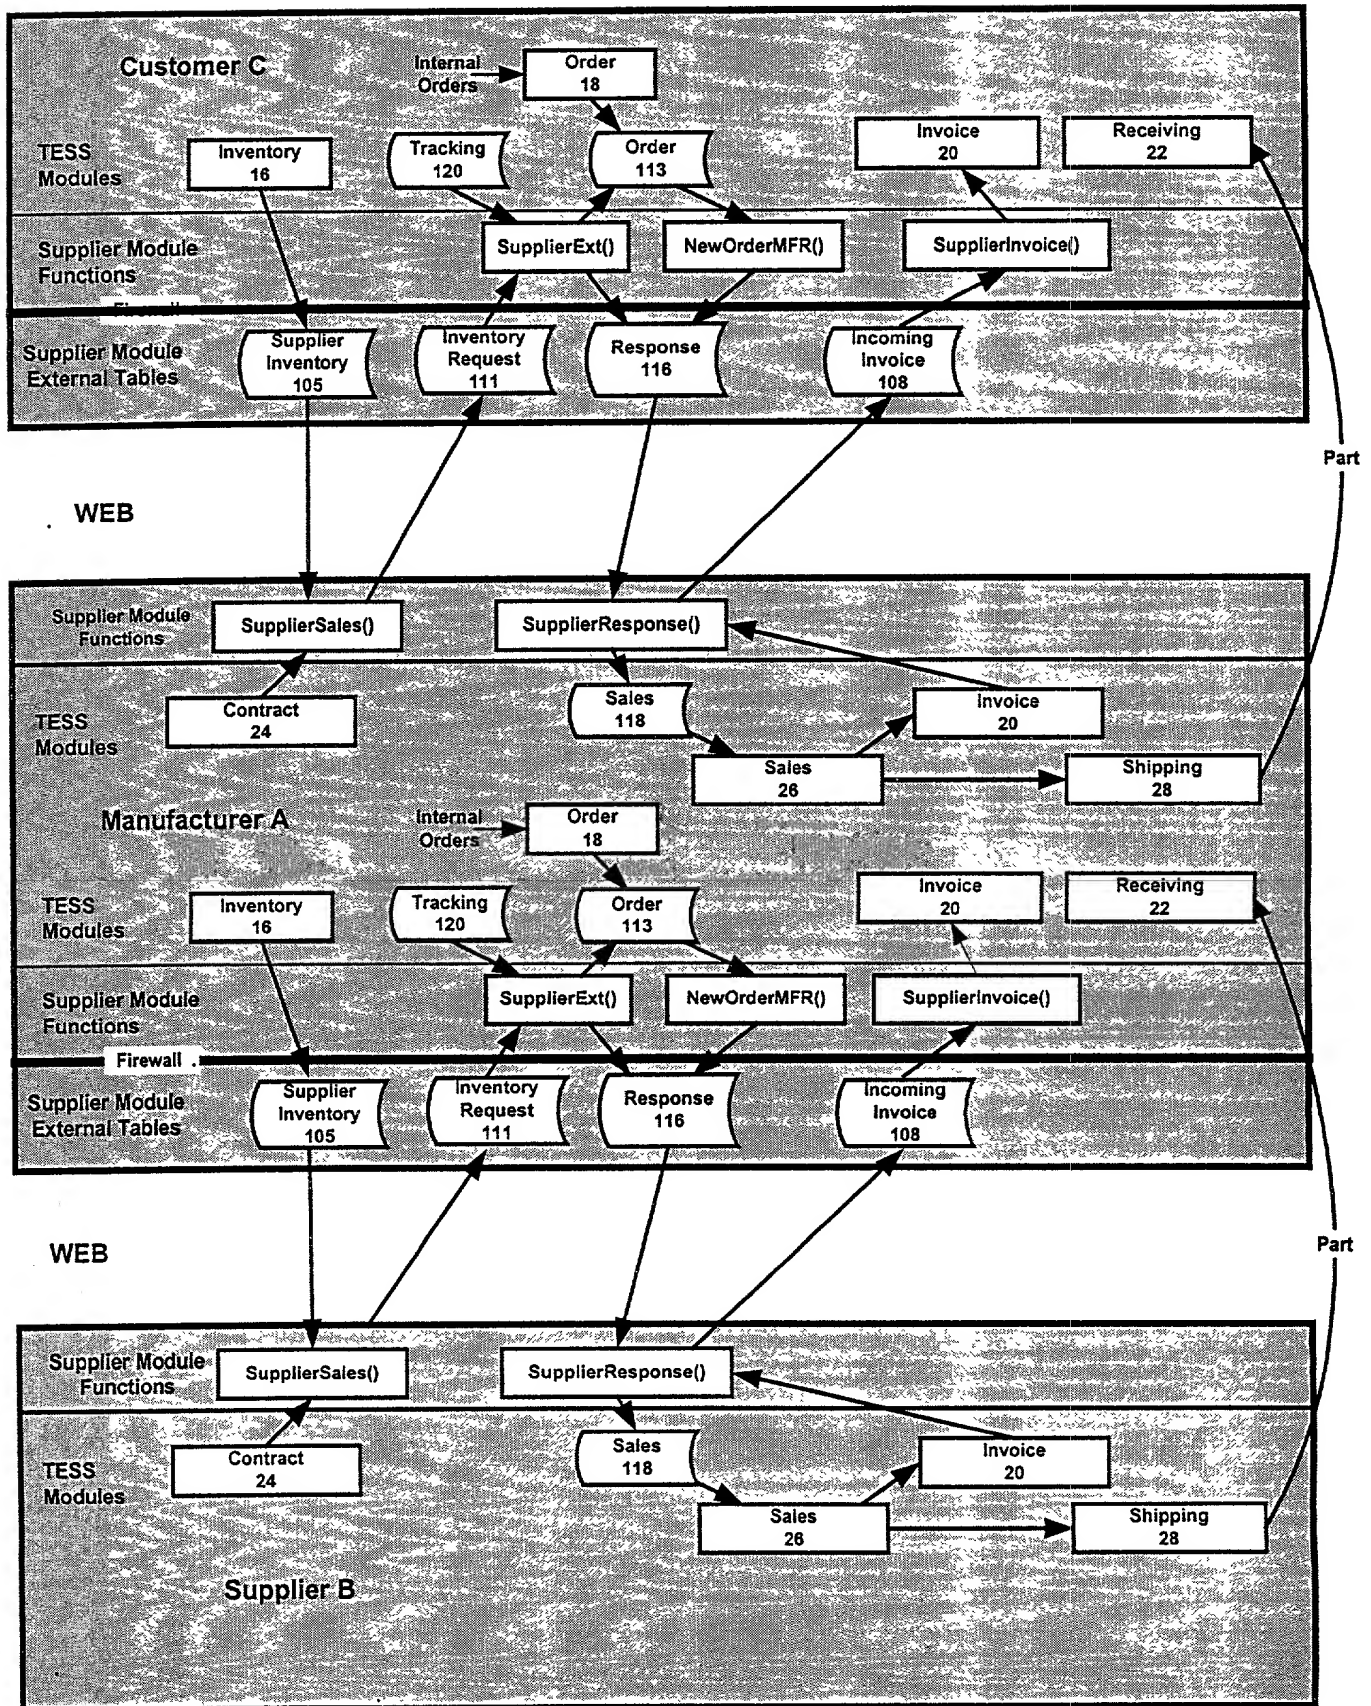 Customer C
Internal
Orders
Order
18
TESS
Modules
Inventory
16
Tracking
120
Order
113
Invoice
20
Receiving
22
Supplier Module
Functions
SupplierExt()
NewOrderMFR()
SupplierInvoice()
Supplier Module
External Tables
Supplier
Inventory
105
Inventory
Request
111
Response
116
Incoming
Invoice
108
Part
WEB
Supplier Module
Functions
SupplierSales()
SupplierResponse()
TESS
Modules
Contract
24
Sales
118
Invoice
20
Sales
26
Shipping
28
Manufacturer A
Internal
Orders
Order
18
TESS
Modules
Inventory
16
Tracking
120
Order
113
Invoice
20
Receiving
22
Supplier Module
Functions
SupplierExt()
NewOrderMFR()
SupplierInvoice()
Firewall
Supplier Module
External Tables
Supplier
Inventory
105
Inventory
Request
111
Response
116
Incoming
Invoice
108
WEB
Part
Supplier Module
Functions
SupplierSales()
SupplierResponse()
TESS
Modules
Contract
24
Sales
118
Invoice
20
Sales
26
Shipping
28
Supplier B